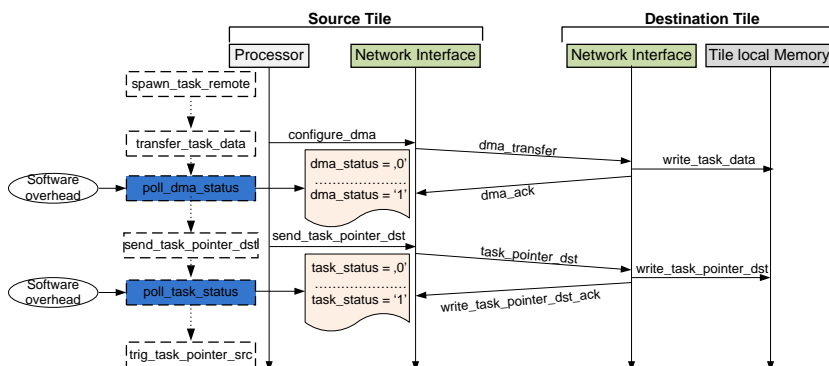 Source Tile
Destination Tile
Processor
Network Interface
Network Interface
Tile local Memory
spawn_task_remote
configure_dma
transfer_task_data
dma_transfer
dma_status = ‚0’
write_task_data
Software
overhead
poll_dma_status
dma_status = ‘1’
dma_ack
send_task_pointer_dst
send_task_pointer_dst
task_pointer_dst
task_status = ‚0’
write_task_pointer_dst
Software
overhead
poll_task_status
task_status = ‘1’
write_task_pointer_dst_ack
trig_task_pointer_src